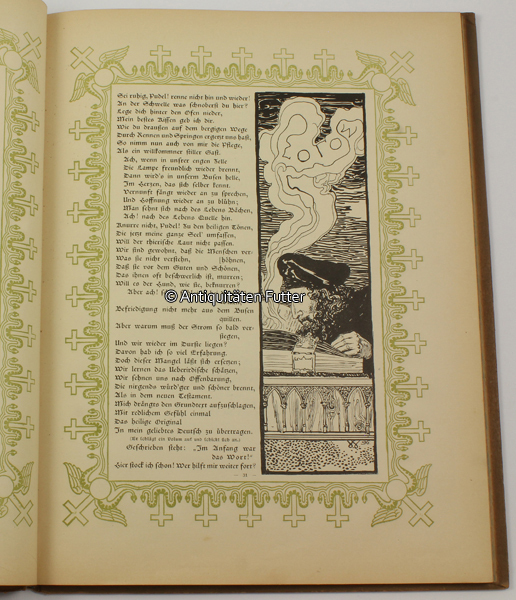 Sei ruhig, Pudel! renne nicht hin und wieder!
An der Schwelle was schnoberst du hier?
Lege dich hinter den Ofen nieder,
Mein bestes Kissen geb ich dir.
Wie du draußen auf dem bergigen Wege
Durch Rennen und Springen ergetzt uns hast,
So nimm nun auch von mir die Pflege,
Als ein willkommner stiller Gast.
Ach, wenn in unsrer engen Zelle
Die Lampe freundlich wieder brennt,
Dann wird's in unserm Busen helle,
Im Herzen, das sich selber kennt.
Vernunft fängt wieder an zu sprechen,
Und Hoffnung wieder an zu blühn;
Man sehnt sich nach des Lebens Bächen,
Ach! nach des Lebens Quelle hin.
Knurre nicht, Pudel! Zu den heiligen Tönen,
Die jetzt meine ganze Seel' umfassen,
Will der thierische Laut nicht passen.
Wir sind gewohnt, daß die Menschen ver-
Was sie nicht verstehn, [höhnen,
Daß sie vor dem Guten und Schönen,
Das ihnen oft beschwerlich ist, murren;
Will es der Hund, wie sie, beknurren?
Aber ach!
© Antiquitäten Futter
Befriedigung nicht mehr aus dem Busen
quillen.
Aber warum muß der Strom so bald ver-
siegen,
Und wir wieder im Durste liegen?
Davon hab ich so viel Erfahrung.
Doch dieser Mangel läßt sich ersetzen;
Wir lernen das Ueberirdische schätzen,
Wir sehnen uns nach Offenbarung,
Die nirgends würd'ger und schöner brennt,
Als in dem neuen Testament.
Mich drängts den Grundtext aufzuschlagen,
Mit redlichem Gefühl einmal
Das heilige Original
In mein geliebtes Deutsch zu übertragen.
(Er schlägt ein Volum auf und schickt sich an.)
Geschrieben steht: „Im Anfang war
das Wort!“
Hier stock ich schon! Wer hilft mir weiter fort?